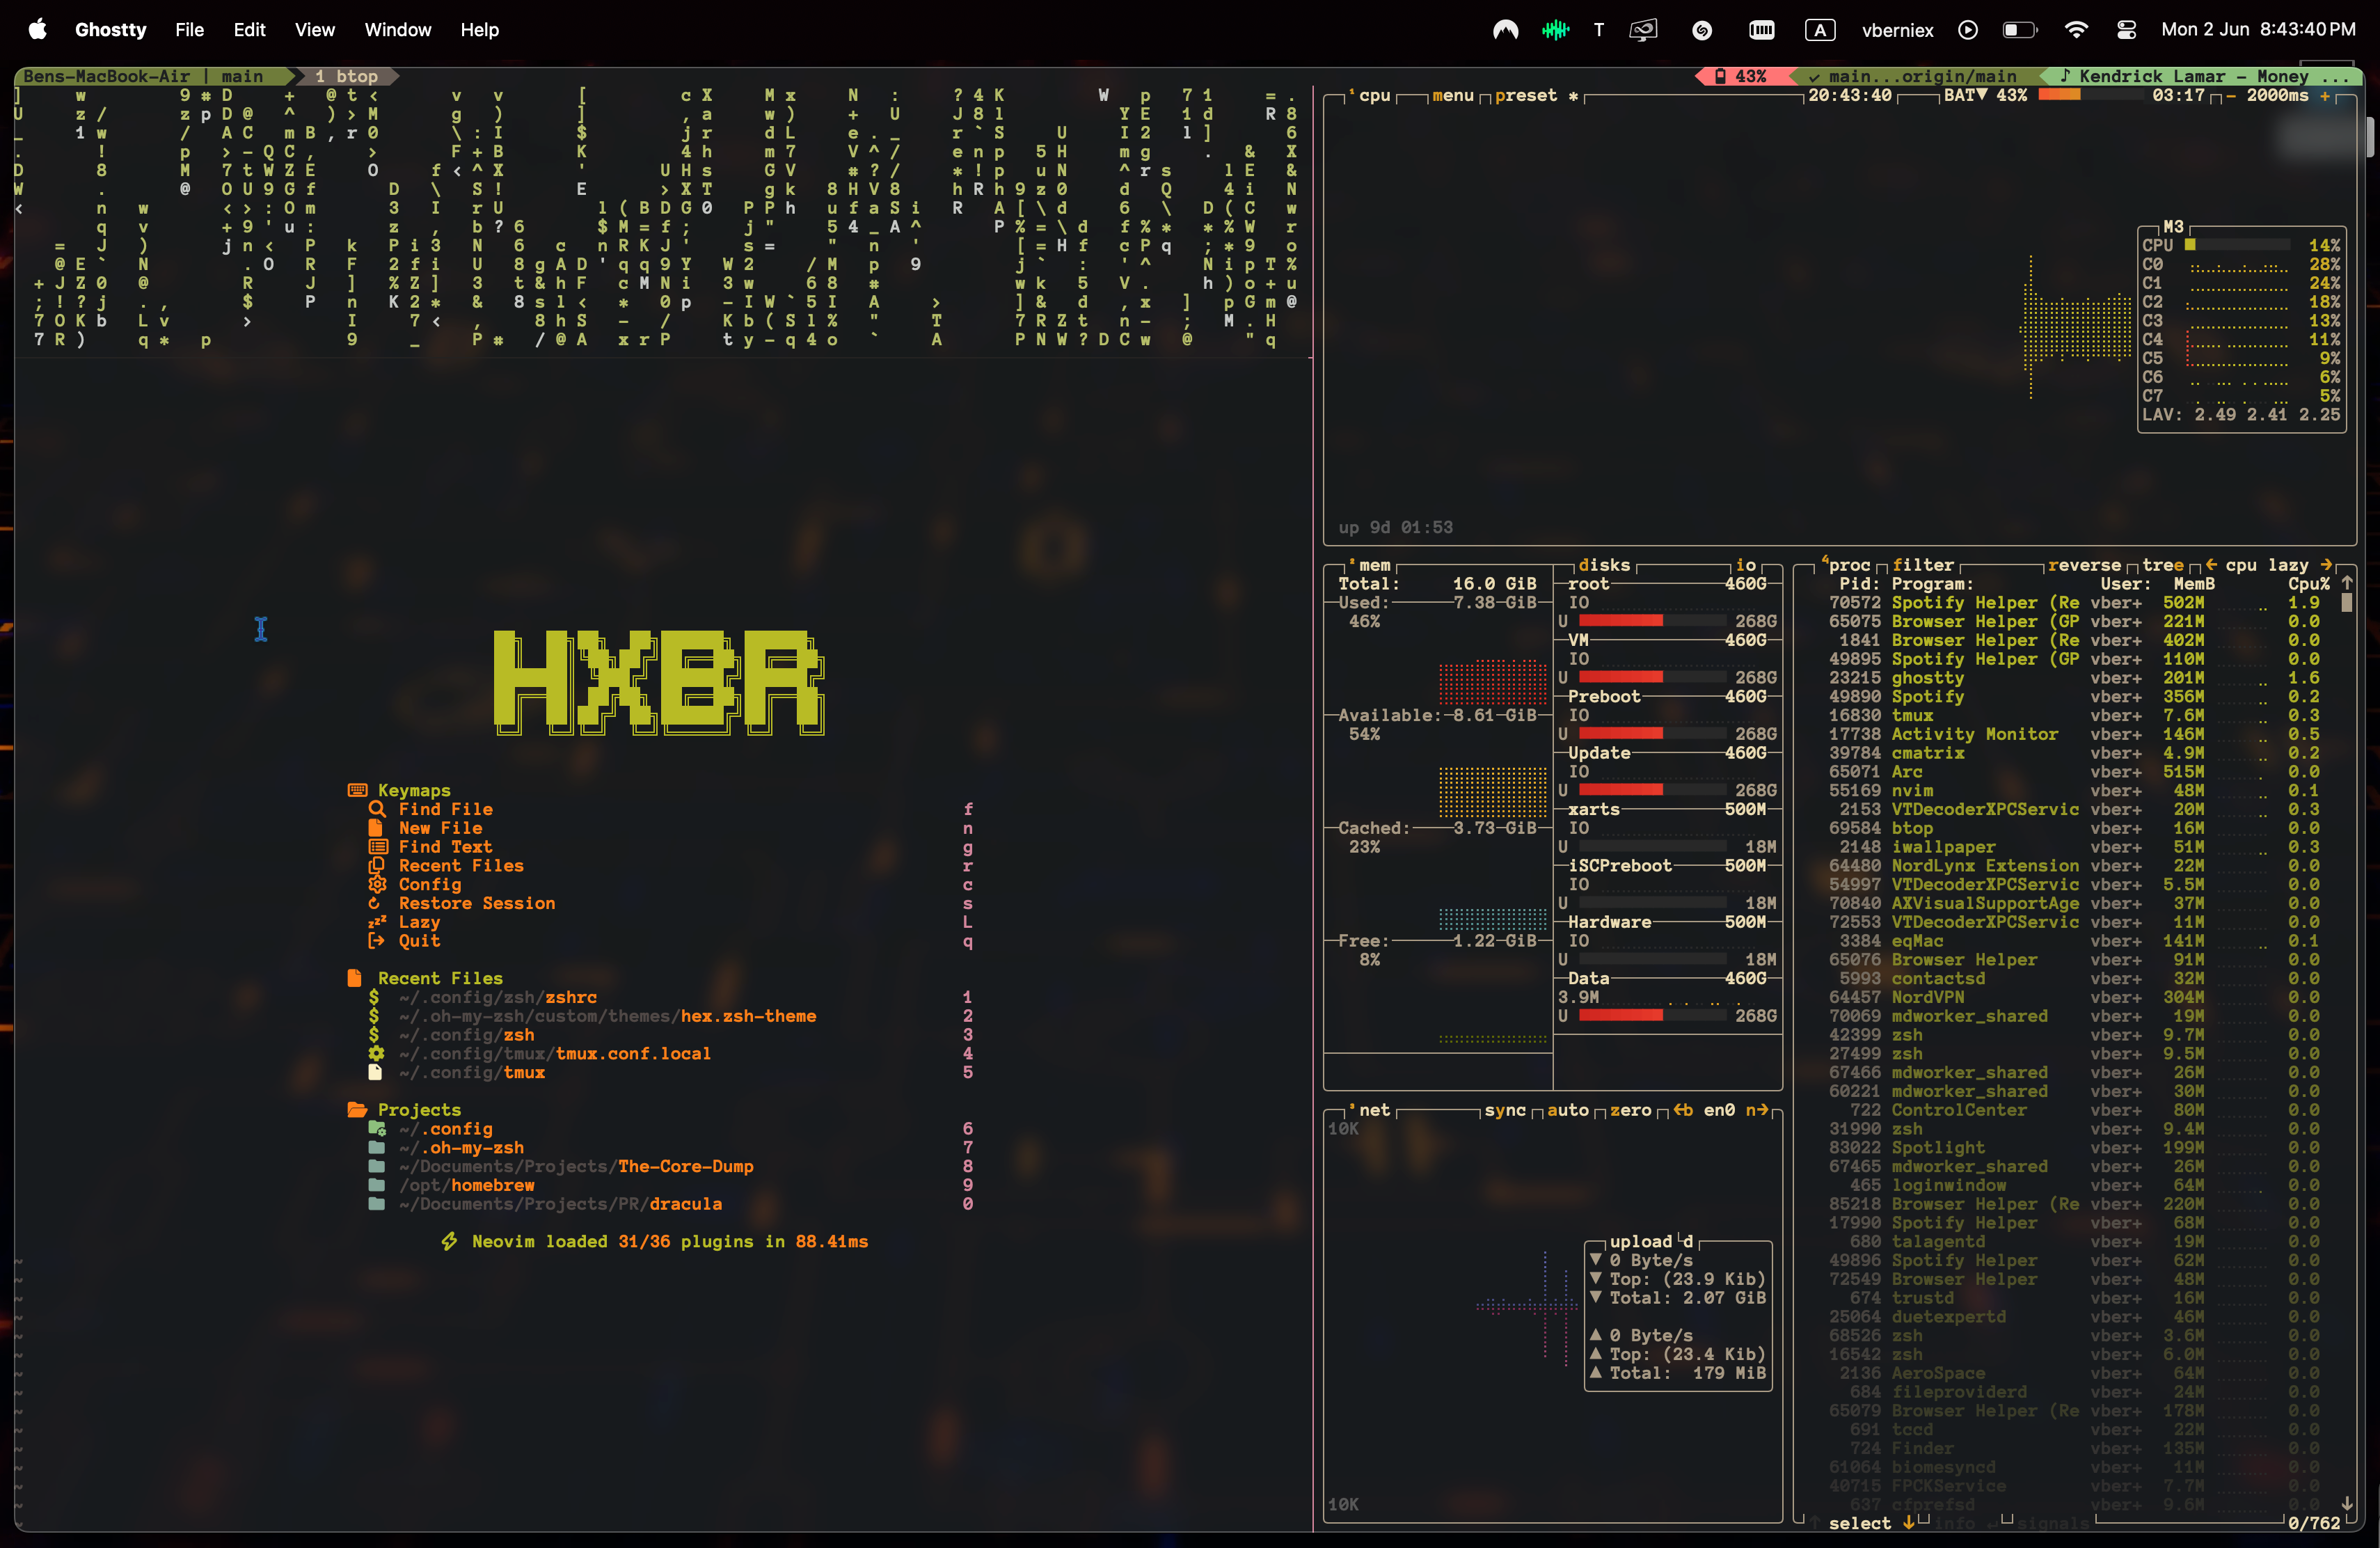 Ghostty File Edit View Window Help
T A vberniex Mon 2 Jun 8:43:40 PM
Bens-MacBook-Air | main 1 btop
43% ✓ main...origin/main ♪ Kendrick Lamar - Money ...
HXBR
Keymaps
Find File f
New File n
Find Text g
Recent Files r
Config c
Restore Session s
Lazy L
Quit q
Recent Files
~/.config/zsh/zshrc 1
~/.oh-my-zsh/custom/themes/hex.zsh-theme 2
~/.config/zsh 3
~/.config/tmux/tmux.conf.local 4
~/.config/tmux 5
Projects
~/.config 6
~/.oh-my-zsh 7
~/Documents/Projects/The-Core-Dump 8
/opt/homebrew 9
~/Documents/Projects/PR/dracula 0
Neovim loaded 31/36 plugins in 88.41ms
¹cpu menu preset * 20:43:40 BAT▼ 43% 03:17 - 2000ms +
M3
CPU 14%
C0 28%
C1 24%
C2 18%
C3 13%
C4 11%
C5 9%
C6 6%
C7 5%
LAV: 2.49 2.41 2.25
up 9d 01:53
²mem
Total: 16.0 GiB
Used: 7.38 GiB
46%
Available: 8.61 GiB
54%
Cached: 3.73 GiB
23%
Free: 1.22 GiB
8%
disks io
root 460G
IO
U 268G
VM 460G
IO
U 268G
Preboot 460G
IO
U 268G
Update 460G
IO
U 268G
xarts 500M
IO
U 18M
iSCPreboot 500M
IO
U 18M
Hardware 500M
IO
U 18M
Data 460G
3.9M
U 268G
³net sync auto zero ←b en0 n→
10K
upload d
▼ 0 Byte/s
▼ Top: (23.9 Kib)
▼ Total: 2.07 GiB
▲ 0 Byte/s
▲ Top: (23.4 Kib)
▲ Total: 179 MiB
10K
⁴proc filter reverse tree ← cpu lazy →
Pid: Program: User: MemB Cpu% ↑
70572 Spotify Helper (Re vber+ 502M 1.9
65075 Browser Helper (GP vber+ 221M 0.0
1841 Browser Helper (Re vber+ 402M 0.0
49895 Spotify Helper (GP vber+ 110M 0.0
23215 ghostty vber+ 201M 1.6
49890 Spotify vber+ 356M 0.2
16830 tmux vber+ 7.6M 0.3
17738 Activity Monitor vber+ 146M 0.5
39784 cmatrix vber+ 4.9M 0.2
65071 Arc vber+ 515M 0.0
55169 nvim vber+ 48M 0.1
2153 VTDecoderXPCServic vber+ 20M 0.3
69584 btop vber+ 16M 0.0
2148 iwallpaper vber+ 51M 0.3
64480 NordLynx Extension vber+ 22M 0.0
54997 VTDecoderXPCServic vber+ 5.5M 0.0
70840 AXVisualSupportAge vber+ 37M 0.0
72553 VTDecoderXPCServic vber+ 11M 0.0
3384 eqMac vber+ 141M 0.1
65076 Browser Helper vber+ 91M 0.0
5993 contactsd vber+ 32M 0.0
64457 NordVPN vber+ 304M 0.0
70069 mdworker_shared vber+ 19M 0.0
42399 zsh vber+ 9.7M 0.0
27499 zsh vber+ 9.5M 0.0
67466 mdworker_shared vber+ 26M 0.0
60221 mdworker_shared vber+ 30M 0.0
722 ControlCenter vber+ 80M 0.0
31990 zsh vber+ 9.4M 0.0
83022 Spotlight vber+ 199M 0.0
67465 mdworker_shared vber+ 26M 0.0
465 loginwindow vber+ 64M 0.0
85218 Browser Helper (Re vber+ 220M 0.0
17990 Spotify Helper vber+ 68M 0.0
680 talagentd vber+ 19M 0.0
49896 Spotify Helper vber+ 62M 0.0
72549 Browser Helper vber+ 48M 0.0
674 trustd vber+ 16M 0.0
25064 duetexpertd vber+ 46M 0.0
68526 zsh vber+ 3.6M 0.0
16542 zsh vber+ 6.0M 0.0
2136 AeroSpace vber+ 64M 0.0
684 fileproviderd vber+ 24M 0.0
65079 Browser Helper (Re vber+ 178M 0.0
691 tccd vber+ 22M 0.0
724 Finder vber+ 135M 0.0
61064 biomesyncd vber+ 11M 0.0
40715 FPCKService vber+ 7.7M 0.0
637 cfprefsd vber+ 9.6M 0.0
↑ select ↓ info ↵ signals 0/762